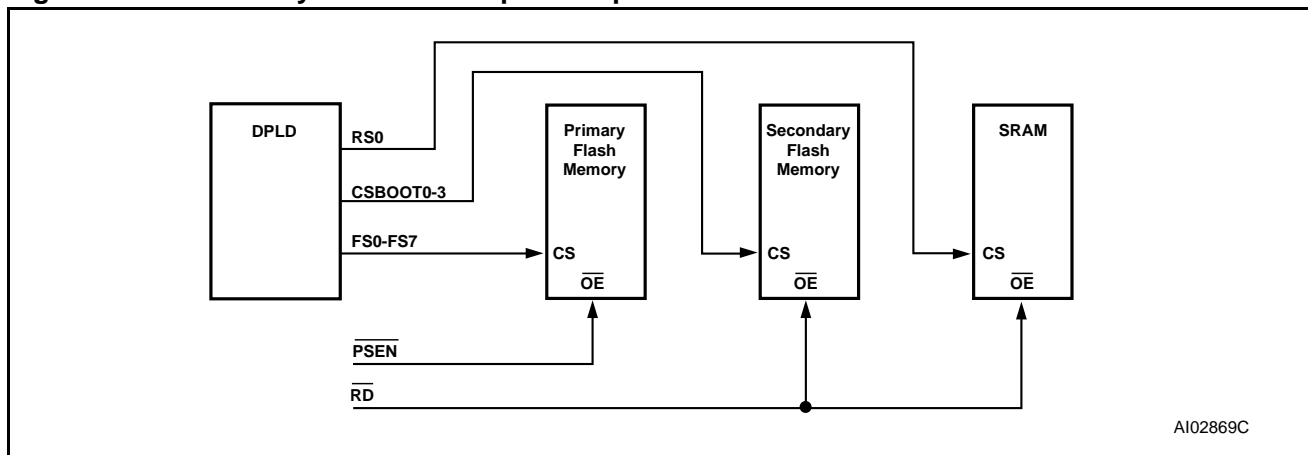 DPLD
RS0
CSBOOT0-3
FS0-FS7
Primary
Flash
Memory
CS
OE
Secondary
Flash
Memory
CS
OE
SRAM
CS
OE
PSEN
RD
AI02869C